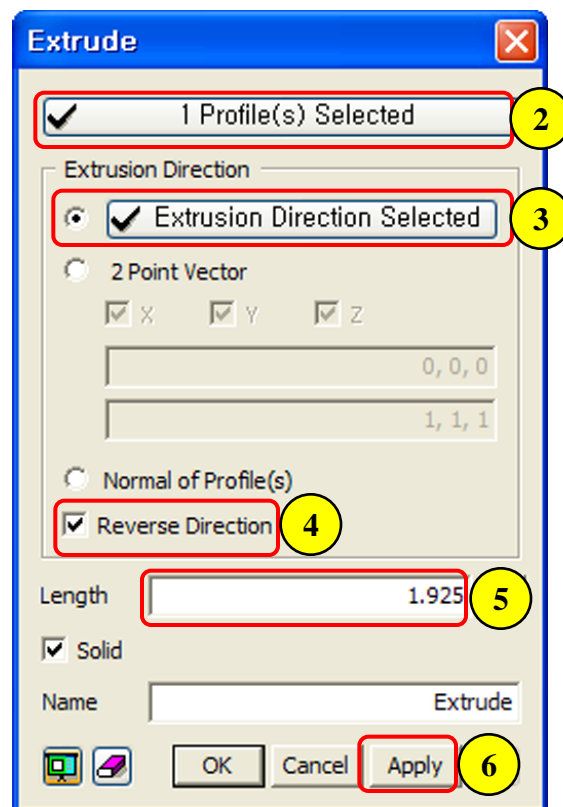 Extrude
1 Profile(s) Selected
2
Extrusion Direction
Extrusion Direction Selected
3
2 Point Vector
X Y Z
0, 0, 0
1, 1, 1
Normal of Profile(s)
Reverse Direction
4
Length 1.925
5
Solid
Name Extrude
OK Cancel Apply
6